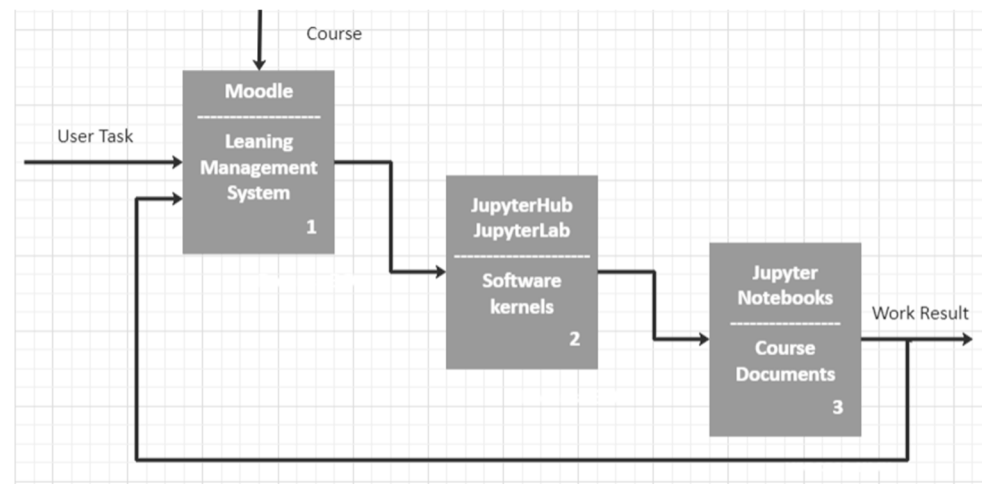 Course
Moodle
User Task
Leaning
Management
System
1
JupyterHub
JupyterLab
Software
kernels
2
Jupyter
Notebooks
Work Result
Course
Documents
3